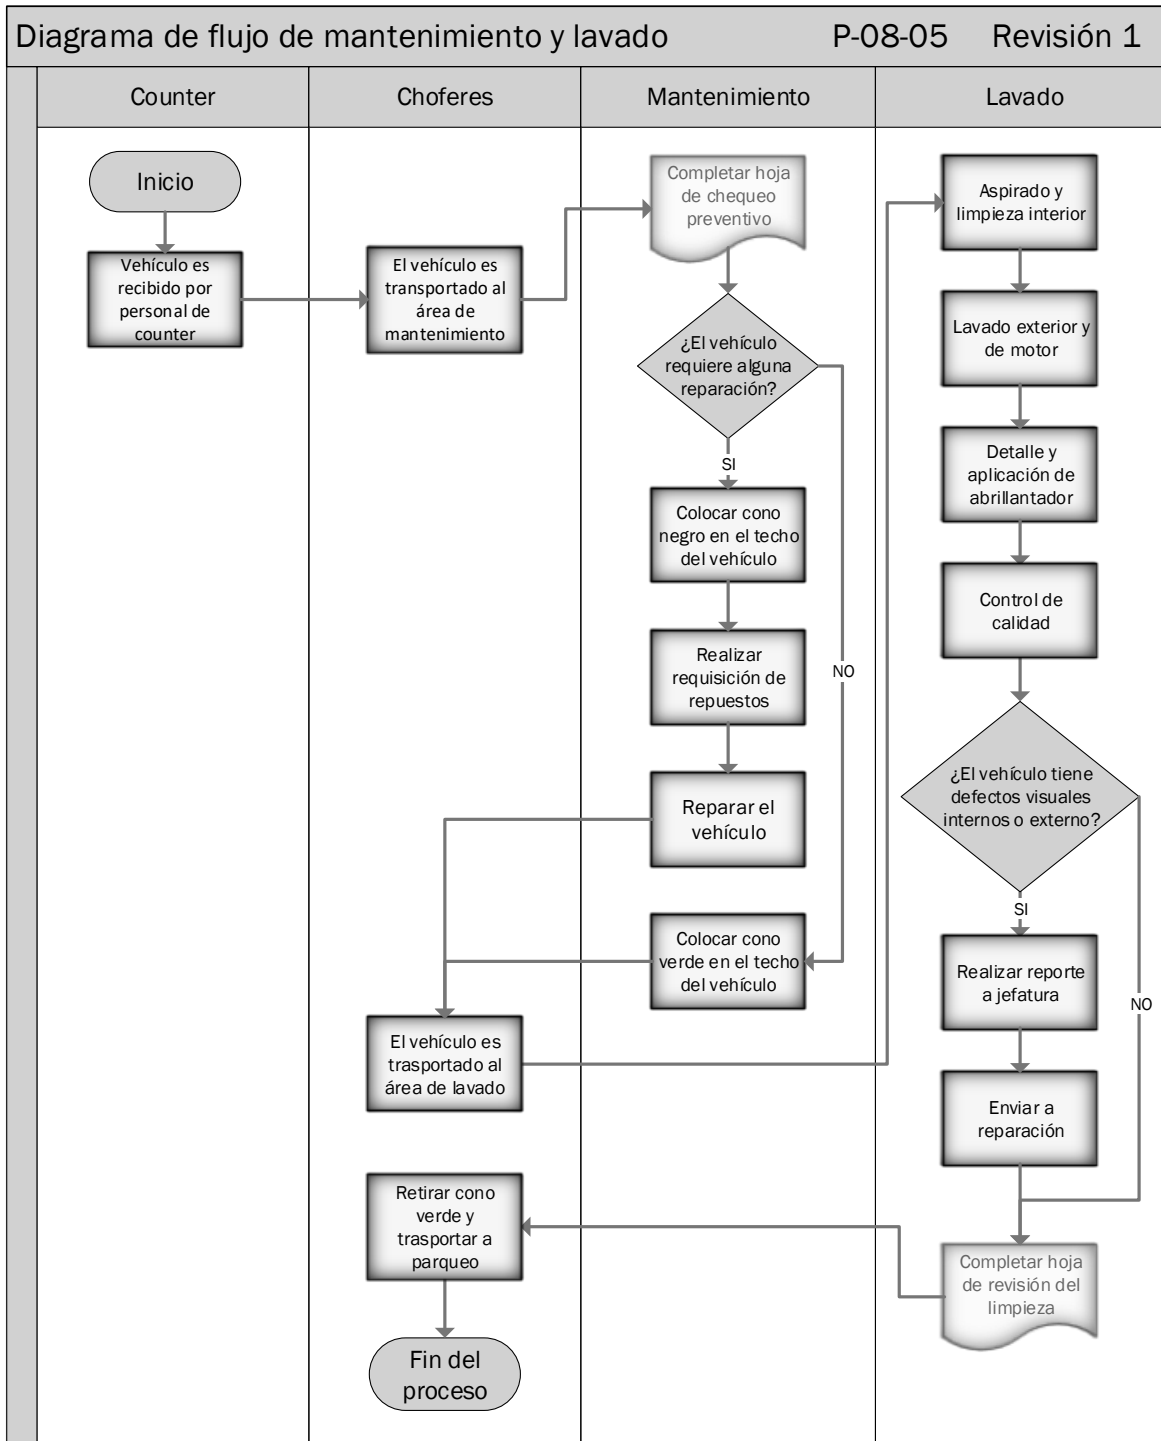 Diagrama de flujo de mantenimiento y lavado P-08-05 Revisión 1
Counter
Choferes
Mantenimiento
Lavado
Inicio
Vehículo es
recibido por
personal de
counter
El vehículo es
transportado al
área de
mantenimiento
Completar hoja
de chequeo
preventivo
¿El vehículo
requiere alguna
reparación?
SI
NO
Colocar cono
negro en el techo
del vehículo
Realizar
requisición de
repuestos
Reparar el
vehículo
Colocar cono
verde en el techo
del vehículo
El vehículo es
trasportado al
área de lavado
Aspirado y
limpieza interior
Lavado exterior y
de motor
Detalle y
aplicación de
abrillantador
Control de
calidad
¿El vehículo tiene
defectos visuales
internos o externo?
SI
NO
Realizar reporte
a jefatura
Enviar a
reparación
Completar hoja
de revisión del
limpieza
Retirar cono
verde y
trasportar a
parqueo
Fin del
proceso